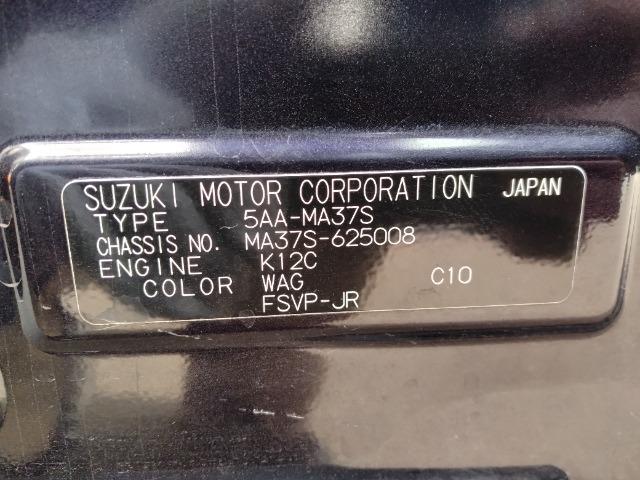 SUZUKI MOTOR CORPORATION JAPAN
TYPE 5AA-MA37S
CHASSIS NO. MA37S-625008
ENGINE K12C
COLOR WAG C10
FSVP-JR